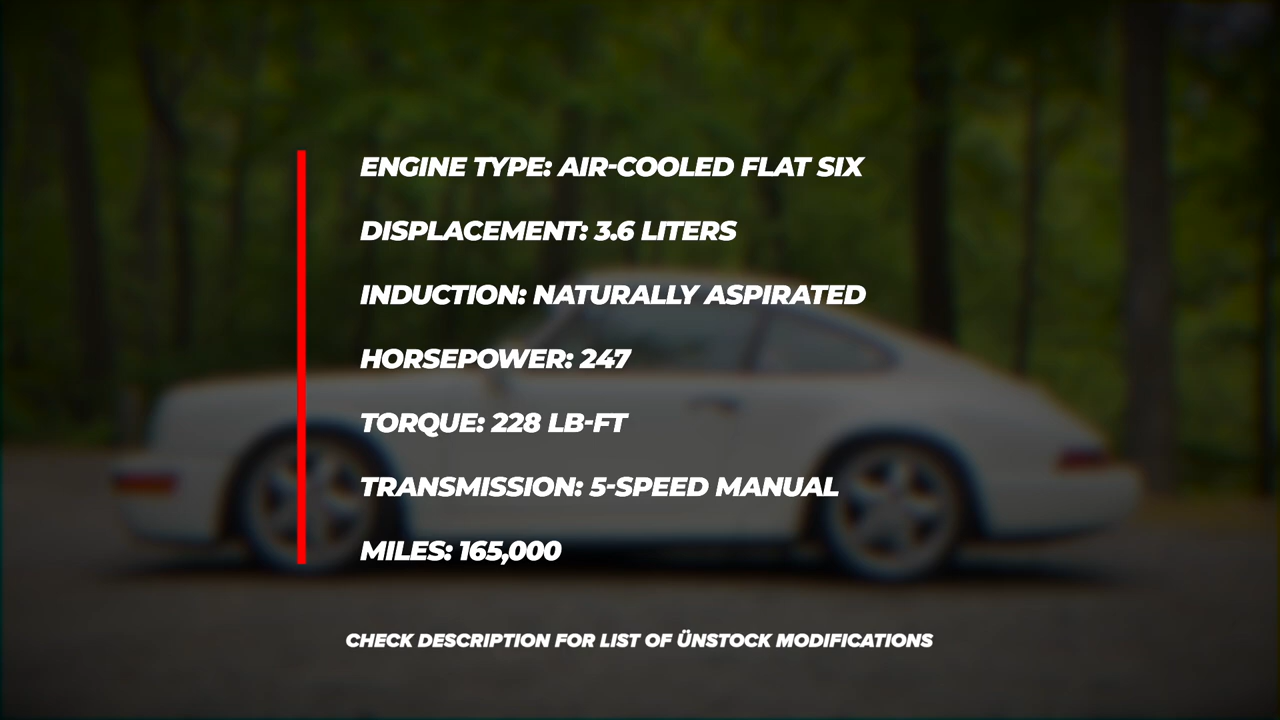 ENGINE TYPE: AIR-COOLED FLAT SIX
DISPLACEMENT: 3.6 LITERS
INDUCTION: NATURALLY ASPIRATED
HORSEPOWER: 247
TORQUE: 228 LB-FT
TRANSMISSION: 5-SPEED MANUAL
MILES: 165,000
CHECK DESCRIPTION FOR LIST OF ÜNSTOCK MODIFICATIONS